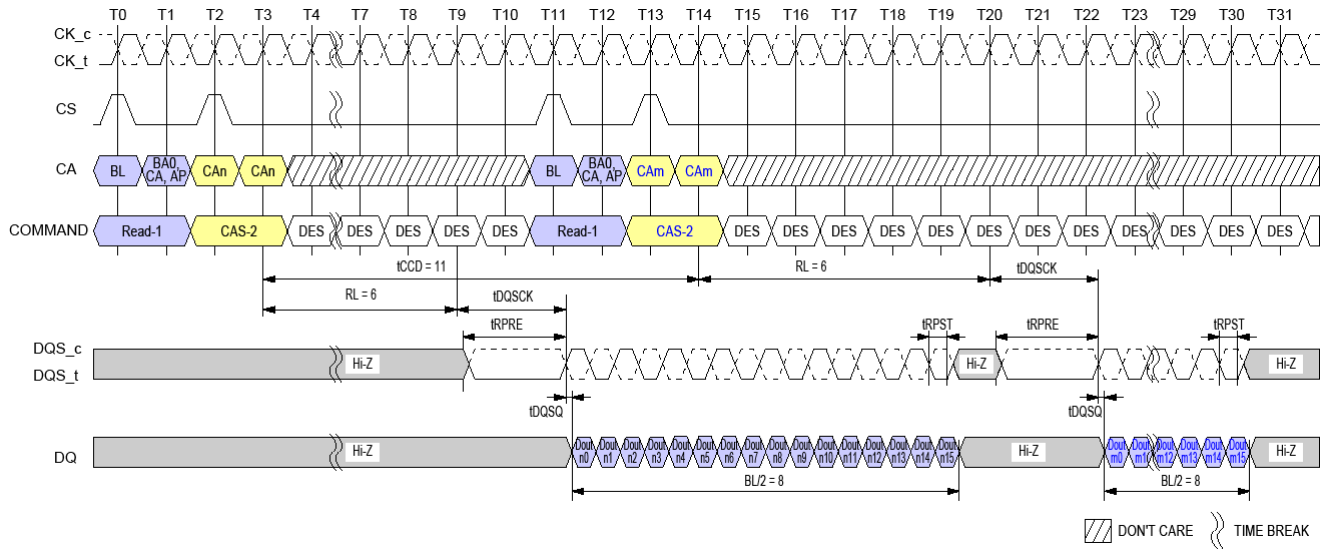 T0 T1 T2 T3 T4 T7 T8 T9 T10 T11 T12 T13 T14 T15 T16 T17 T18 T19 T20 T21 T22 T23 T29 T30 T31
CK_c
CK_t
CS
CA BL BA0, CA, AP CAn CAn BL BA0, CA, AP CAm CAm
COMMAND Read-1 CAS-2 DES DES DES DES DES Read-1 CAS-2 DES DES DES DES DES DES DES DES DES DES DES DES
tCCD = 11 RL = 6 tDQSCK
RL = 6 tDQSCK
tRPRE tRPST tRPRE tRPST
DQS_c
DQS_t
Hi-Z Hi-Z Hi-Z
tDQSQ tDQSQ
DQ Hi-Z Dout n0 Dout n1 Dout n2 Dout n3 Dout n4 Dout n5 Dout n6 Dout n7 Dout n8 Dout n9 Dout n10 Dout n11 Dout n12 Dout n13 Dout n14 Dout n15 Hi-Z Dout m0 Dout Dout m12 Dout m13 Dout m14 Dout m15 Hi-Z
BL/2 = 8 BL/2 = 8
DON'T CARE TIME BREAK